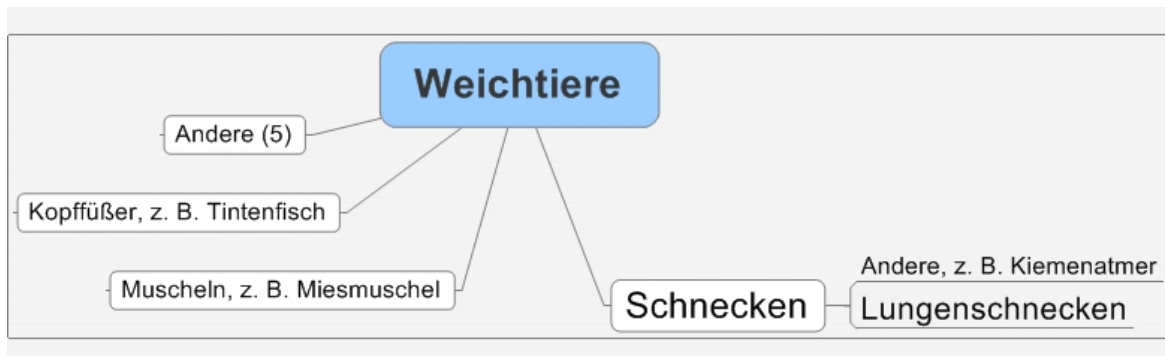 Weichtiere
Andere (5)
Kopffüßer, z. B. Tintenfisch
Muscheln, z. B. Miesmuschel
Schnecken
Andere, z. B. Kiemenatmer
Lungenschnecken